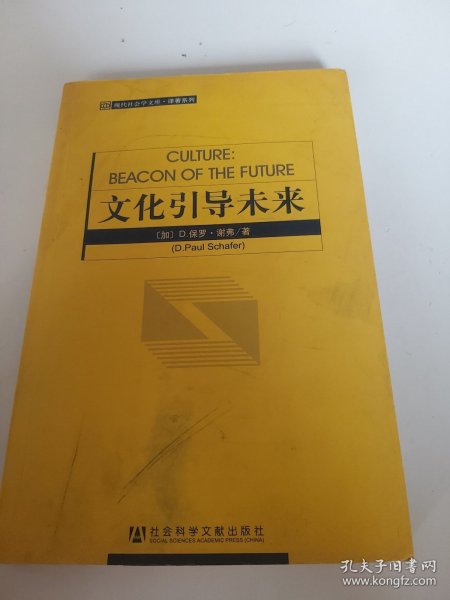 现代社会学文库·译著系列
CULTURE:
BEACON OF THE FUTURE
文化引导未来
〔加〕D.保罗·谢弗/著
(D.Paul Schafer)
社会科学文献出版社
SOCIAL SCIENCES ACADEMIC PRESS (CHINA)
孔夫子旧书网
www.kongfz.com